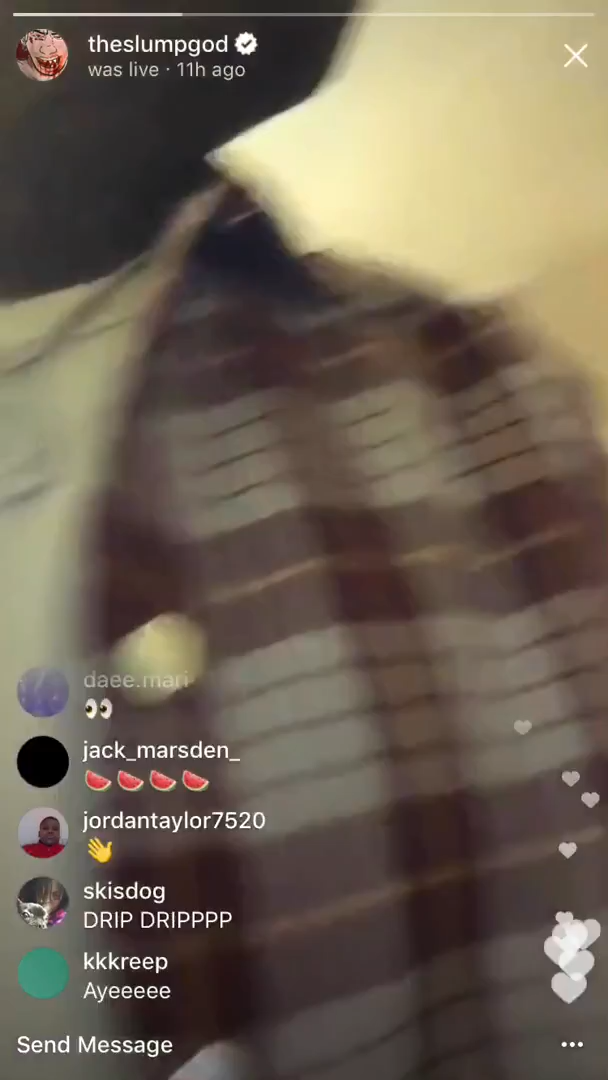 theslumpgod
was live · 11h ago
daee.mari
👀
jack_marsden_
🍉🍉🍉🍉
jordantaylor7520
👋
skisdog
DRIP DRIPPPP
kkkreep
Ayeeeee
Send Message